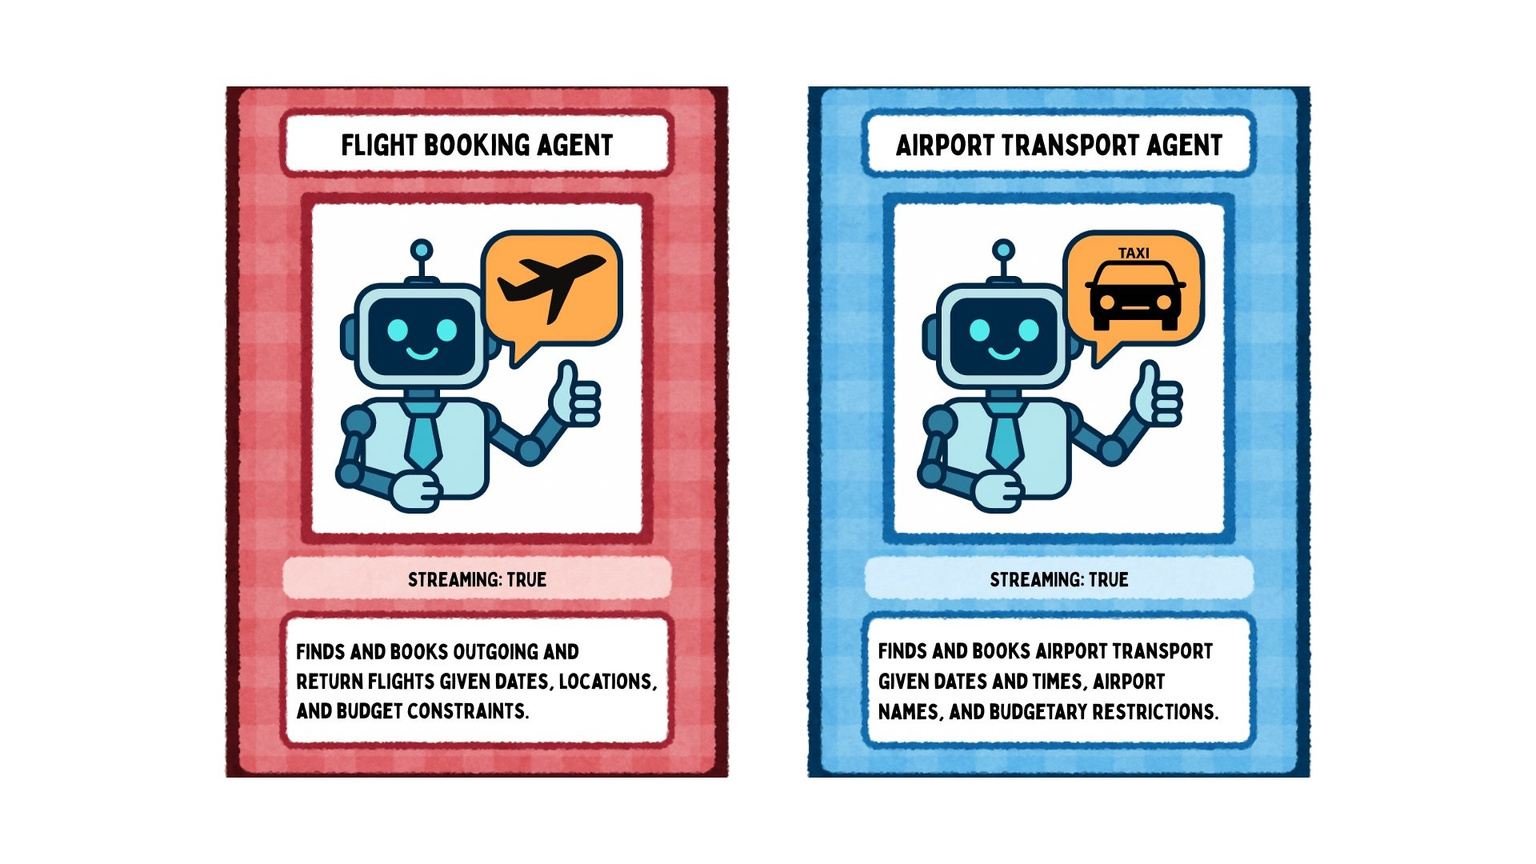 FLIGHT BOOKING AGENT
STREAMING: TRUE
FINDS AND BOOKS OUTGOING AND
RETURN FLIGHTS GIVEN DATES, LOCATIONS,
AND BUDGET CONSTRAINTS.
AIRPORT TRANSPORT AGENT
TAXI
STREAMING: TRUE
FINDS AND BOOKS AIRPORT TRANSPORT
GIVEN DATES AND TIMES, AIRPORT
NAMES, AND BUDGETARY RESTRICTIONS.